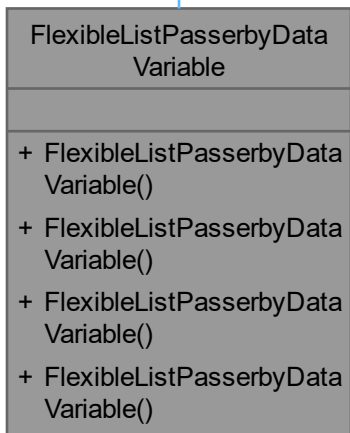 FlexibleListPasserbyData
Variable
+ FlexibleListPasserbyData
Variable()
+ FlexibleListPasserbyData
Variable()
+ FlexibleListPasserbyData
Variable()
+ FlexibleListPasserbyData
Variable()